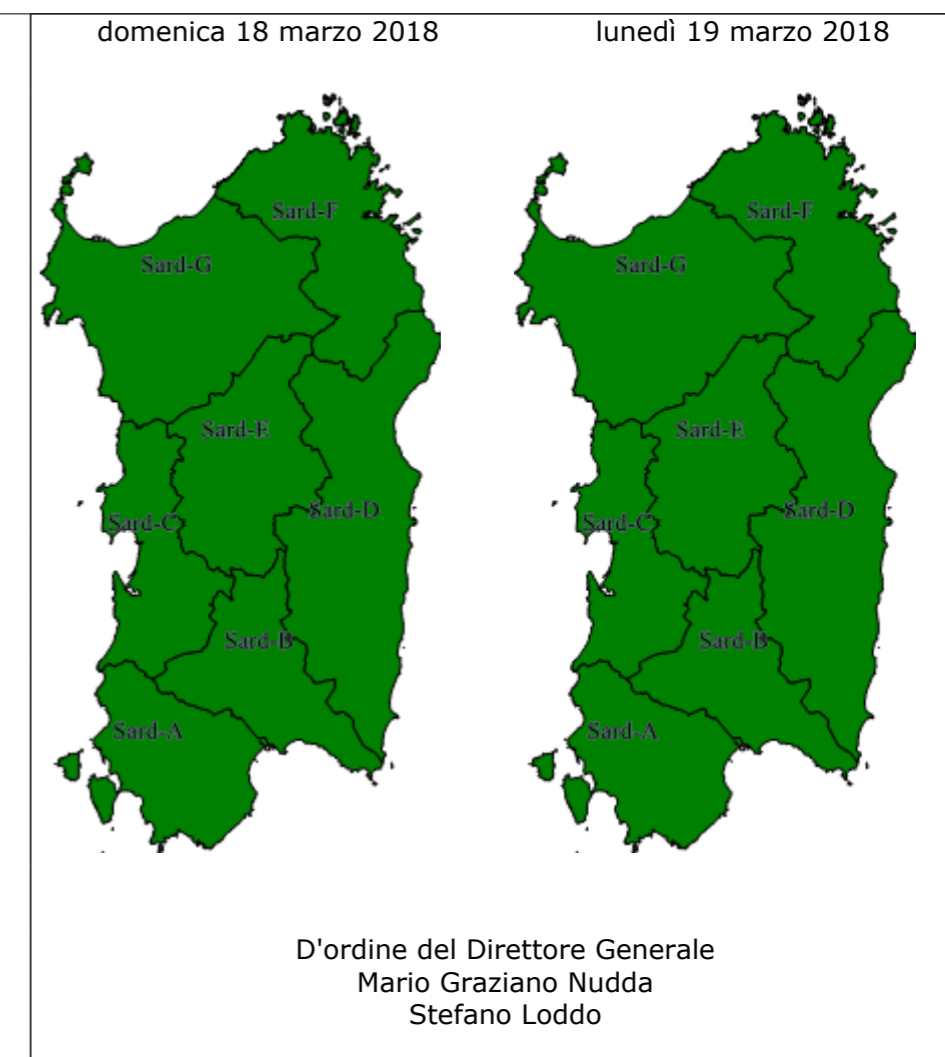 domenica 18 marzo 2018
lunedì 19 marzo 2018
Sard-F
Sard-G
Sard-E
Sard-D
Sard-C
Sard-B
Sard-A
Sard-F
Sard-G
Sard-E
Sard-D
Sard-C
Sard-B
Sard-A
D'ordine del Direttore Generale
Mario Graziano Nudda
Stefano Loddo